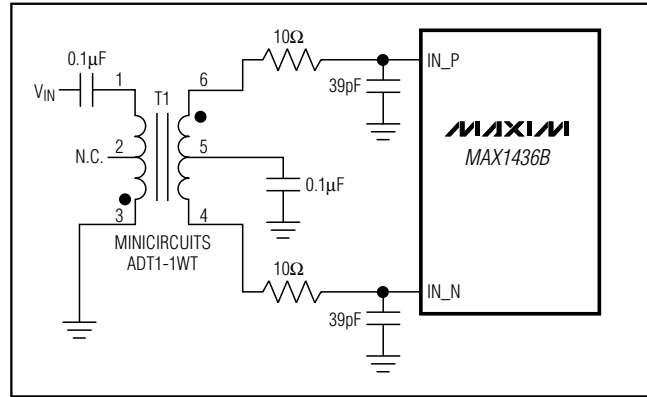 10Ω
0.1µF
1
6
IN_P
39pF
VIN
T1
MAXIM
MAX1436B
N.C.
2
5
0.1µF
3
4
MINICIRCUITS
ADT1-1WT
10Ω
IN_N
39pF